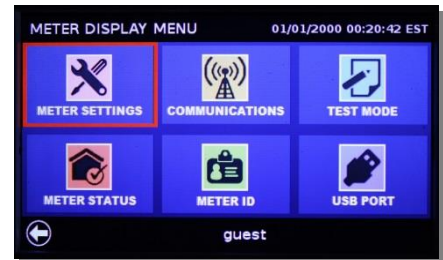 METER DISPLAY MENU 01/01/2000 00:20:42 EST
METER SETTINGS COMMUNICATIONS TEST MODE
METER STATUS METER ID USB PORT
guest